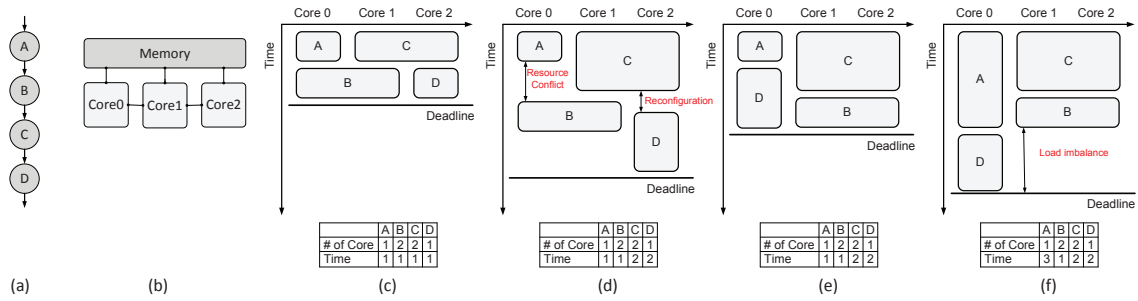 A
B
C
D
(a)
Memory
Core0
Core1
Core2
(b)
Core 0 Core 1 Core 2
Time
A
C
B
D
Deadline
A B C D
# of Core 1 2 2 1
Time 1 1 1 1
(c)
Core 0 Core 1 Core 2
Time
A
C
Resource
Conflict
Reconfiguration
B
D
Deadline
A B C D
# of Core 1 2 2 1
Time 1 1 2 2
(d)
Core 0 Core 1 Core 2
Time
A
C
D
B
Deadline
A B C D
# of Core 1 2 2 1
Time 1 1 2 2
(e)
Core 0 Core 1 Core 2
Time
A
C
B
D
Load imbalance
Deadline
A B C D
# of Core 1 2 2 1
Time 3 1 2 2
(f)